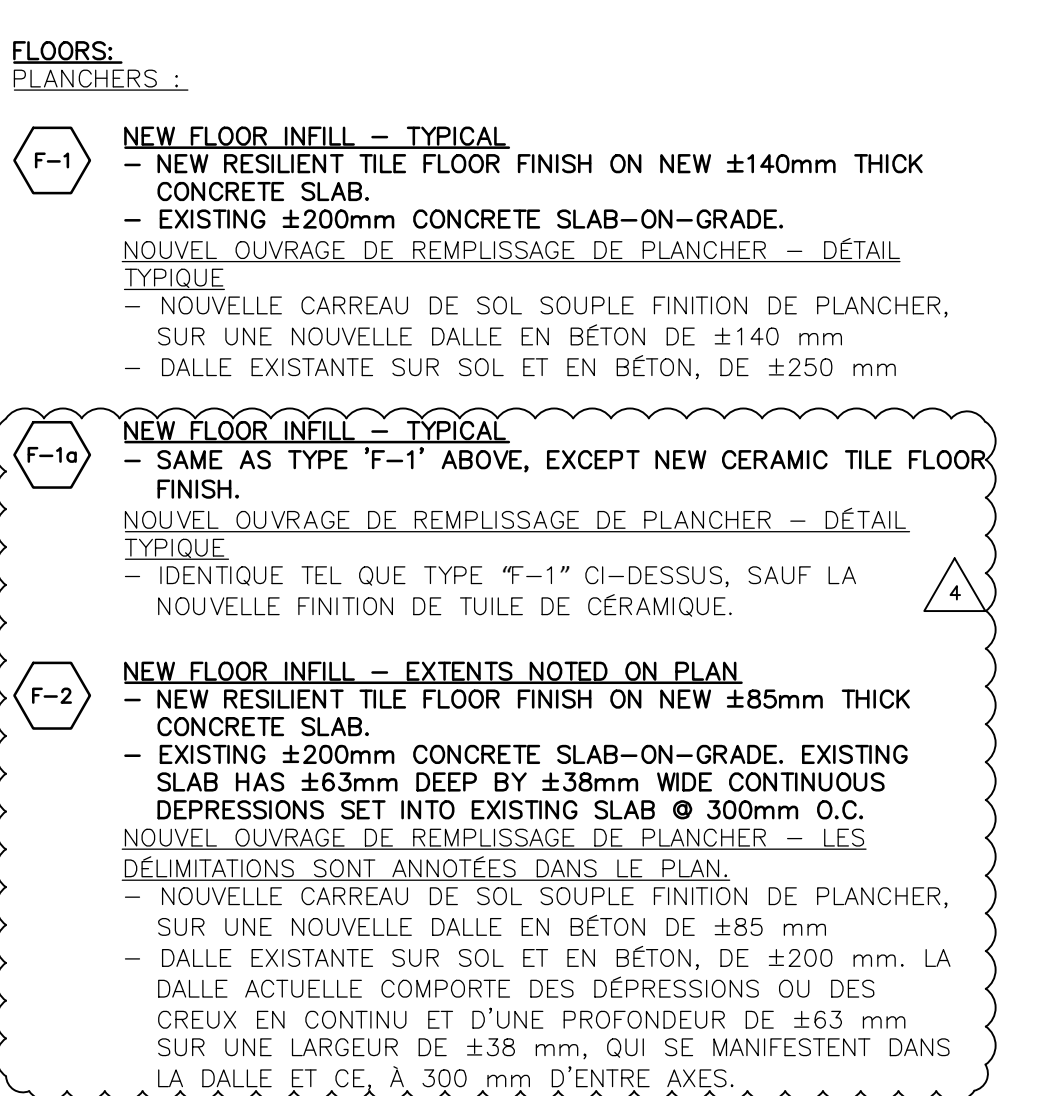 FLOORS:
PLANCHERS :
F-1
NEW FLOOR INFILL – TYPICAL
– NEW RESILIENT TILE FLOOR FINISH ON NEW ±140mm THICK
CONCRETE SLAB.
– EXISTING ±200mm CONCRETE SLAB-ON-GRADE.
NOUVEL OUVRAGE DE REMPLISSAGE DE PLANCHER – DÉTAIL
TYPIQUE
– NOUVELLE CARREAU DE SOL SOUPLE FINITION DE PLANCHER,
SUR UNE NOUVELLE DALLE EN BÉTON DE ±140 mm
– DALLE EXISTANTE SUR SOL ET EN BÉTON, DE ±250 mm
F-1a
NEW FLOOR INFILL – TYPICAL
– SAME AS TYPE 'F-1' ABOVE, EXCEPT NEW CERAMIC TILE FLOOR
FINISH.
NOUVEL OUVRAGE DE REMPLISSAGE DE PLANCHER – DÉTAIL
TYPIQUE
– IDENTIQUE TEL QUE TYPE “F-1” CI-DESSUS, SAUF LA
NOUVELLE FINITION DE TUILE DE CÉRAMIQUE.
4
F-2
NEW FLOOR INFILL – EXTENTS NOTED ON PLAN
– NEW RESILIENT TILE FLOOR FINISH ON NEW ±85mm THICK
CONCRETE SLAB.
– EXISTING ±200mm CONCRETE SLAB-ON-GRADE. EXISTING
SLAB HAS ±63mm DEEP BY ±38mm WIDE CONTINUOUS
DEPRESSIONS SET INTO EXISTING SLAB @ 300mm O.C.
NOUVEL OUVRAGE DE REMPLISSAGE DE PLANCHER – LES
DÉLIMITATIONS SONT ANNOTÉES DANS LE PLAN.
– NOUVELLE CARREAU DE SOL SOUPLE FINITION DE PLANCHER,
SUR UNE NOUVELLE DALLE EN BÉTON DE ±85 mm
– DALLE EXISTANTE SUR SOL ET EN BÉTON, DE ±200 mm. LA
DALLE ACTUELLE COMPORTE DES DÉPRESSIONS OU DES
CREUX EN CONTINU ET D'UNE PROFONDEUR DE ±63 mm
SUR UNE LARGEUR DE ±38 mm, QUI SE MANIFESTENT DANS
LA DALLE ET CE, À 300 mm D'ENTRE AXES.